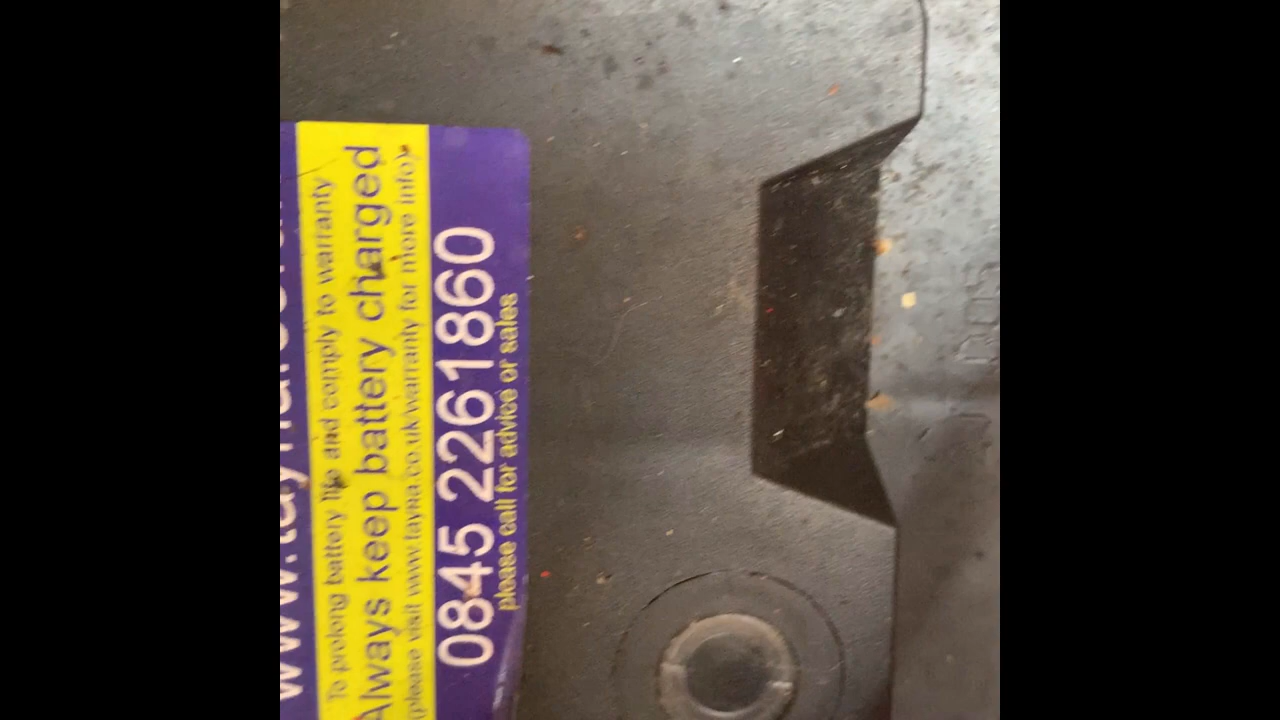 To prolong battery life and comply to warranty
Always keep battery charged
(please visit www.tayna.co.uk/warranty for more info)
0845 2261860
please call for advice or sales